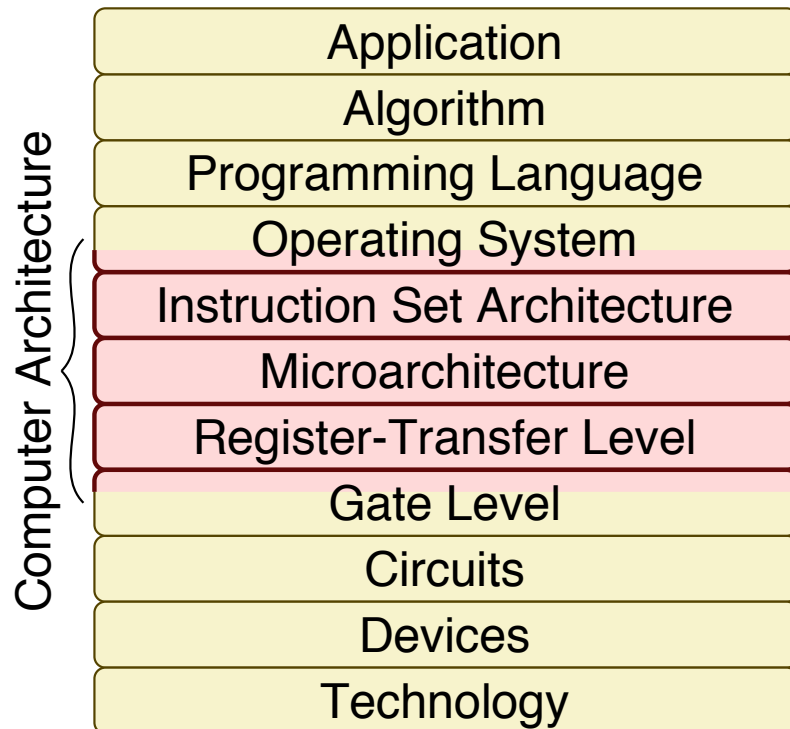 Application
Algorithm
Programming Language
Operating System
Instruction Set Architecture
Microarchitecture
Register-Transfer Level
Gate Level
Circuits
Devices
Technology
Computer Architecture